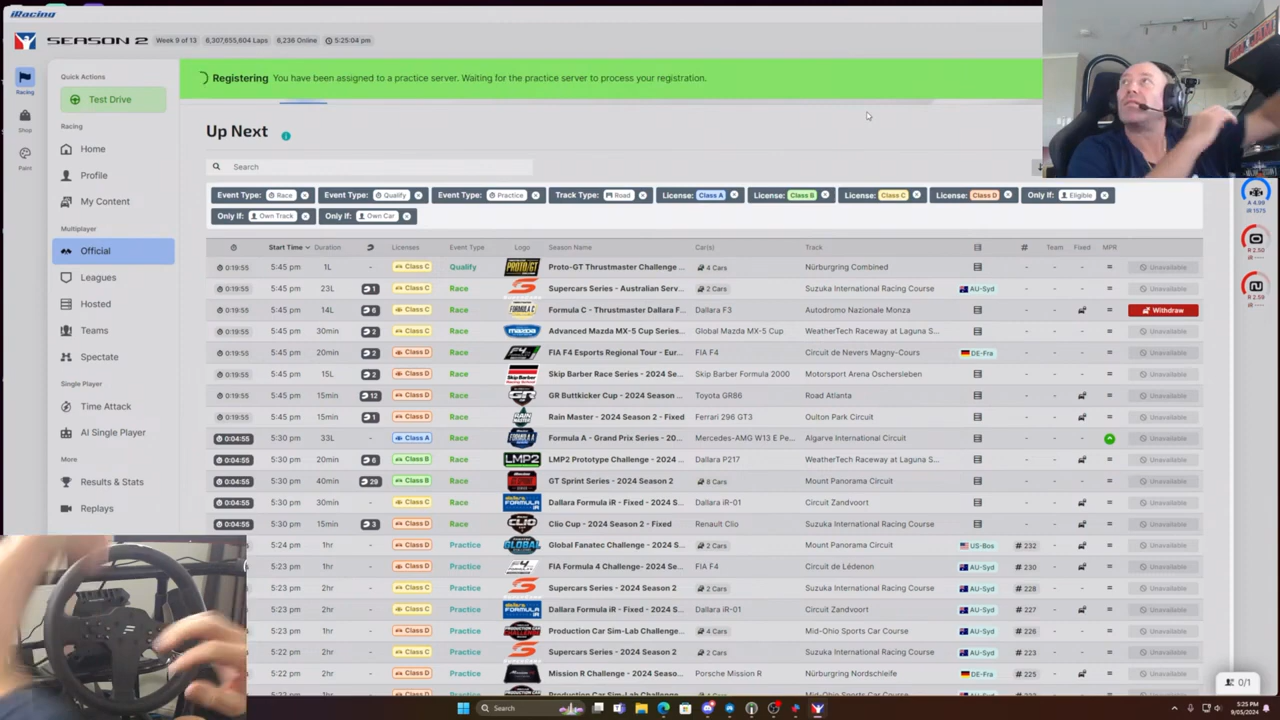 iRacing
SEASON 2 Week 9 of 13 6,307,655,604 Laps 6,236 Online 5:25:04 pm
Racing
Shop
Paint
Quick Actions
Test Drive
Racing
Home
Profile
My Content
Multiplayer
Official
Leagues
Hosted
Teams
Spectate
Single Player
Time Attack
AI Single Player
More
Results & Stats
Replays
Registering You have been assigned to a practice server. Waiting for the practice server to process your registration.
Up Next
Search
Event Type: Race Event Type: Qualify Event Type: Practice Track Type: Road License: Class A License: Class B License: Class C License: Class D Only If: Eligible
Only If: Own Track Only If: Own Car
Start Time Duration Licenses Event Type Logo Season Name Car(s) Track # Team Fixed MPR
0:19:55 5:45 pm 1L - Class C Qualify Proto-GT Thrustmaster Challenge ... 4 Cars Nürburgring Combined - - - = Unavailable
0:19:55 5:45 pm 23L 1 Class C Race Supercars Series - Australian Serv... 2 Cars Suzuka International Racing Course AU-Syd - - - = Unavailable
0:19:55 5:45 pm 14L 6 Class C Race Formula C - Thrustmaster Dallara F... Dallara F3 Autodromo Nazionale Monza - - = Withdraw
0:19:55 5:45 pm 30min 2 Class C Race Advanced Mazda MX-5 Cup Series... Global Mazda MX-5 Cup WeatherTech Raceway at Laguna S... - - - = Unavailable
0:19:55 5:45 pm 20min 2 Class D Race FIA F4 Esports Regional Tour - Eur... FIA F4 Circuit de Nevers Magny-Cours DE-Fra - - - = Unavailable
0:19:55 5:45 pm 15L 2 Class D Race Skip Barber Race Series - 2024 Se... Skip Barber Formula 2000 Motorsport Arena Oschersleben - - - = Unavailable
0:19:55 5:45 pm 15min 12 Class D Race GR Buttkicker Cup - 2024 Season ... Toyota GR86 Road Atlanta - - = Unavailable
0:19:55 5:45 pm 15min 1 Class D Race Rain Master - 2024 Season 2 - Fixed Ferrari 296 GT3 Oulton Park Circuit - - = Unavailable
0:04:55 5:30 pm 33L - Class A Race Formula A - Grand Prix Series - 20... Mercedes-AMG W13 E Pe... Algarve International Circuit - - - Unavailable
0:04:55 5:30 pm 20min 6 Class B Race LMP2 Prototype Challenge - 2024 ... Dallara P217 WeatherTech Raceway at Laguna S... - - = Unavailable
0:04:55 5:30 pm 40min 29 Class B Race GT Sprint Series - 2024 Season 2 8 Cars Mount Panorama Circuit - - - = Unavailable
0:04:55 5:30 pm 30min - Class C Race Dallara Formula iR - Fixed - 2024 S... Dallara iR-01 Circuit Zandvoort - - = Unavailable
0:04:55 5:30 pm 15min 3 Class D Race Clio Cup - 2024 Season 2 - Fixed Renault Clio Suzuka International Racing Course - - = Unavailable
5:24 pm 1hr - Class D Practice Global Fanatec Challenge - 2024 S... 2 Cars Mount Panorama Circuit US-Bos # 232 - = Unavailable
5:23 pm 1hr - Class D Practice FIA Formula 4 Challenge - 2024 S... FIA F4 Circuit de Lédenon AU-Syd # 230 - = Unavailable
5:23 pm 2hr - Class C Practice Supercars Series - 2024 Season 2 2 Cars Suzuka International Racing Course AU-Syd # 228 - - = Unavailable
5:23 pm 2hr - Class C Practice Dallara Formula iR - Fixed - 2024 S... Dallara iR-01 Circuit Zandvoort AU-Syd # 209 - = Unavailable
5:23 pm 2hr - Class D Practice Production Car Sim-Lab Challenge... 4 Cars Mid-Ohio Sports Car Course AU-Syd # 226 - - = Unavailable
5:23 pm 2hr - Class C Practice Supercars Series - 2024 Season 2 2 Cars Suzuka International Racing Course AU-Syd # 223 - - = Unavailable
5:22 pm 2hr - Class D Practice Mission R Challenge - 2024 Seaso... Porsche Mission R Nürburgring Nordschleife AU-Syd # 225 - = Unavailable
A 4.99
iR 1575
R 2.50
R 2.59
0/1
Search
5:25 PM
9/05/2024